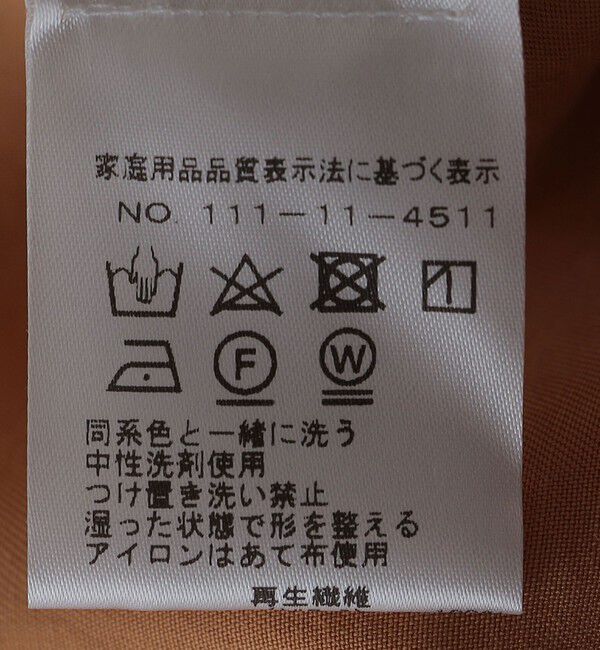 家庭用品品質表示法に基づく表示
NO. 111-11-4511
F W
同系色と一緒に洗う
中性洗剤使用
つけ置き洗い禁止
湿った状態で形を整える
アイロンはあて布使用
再生繊維